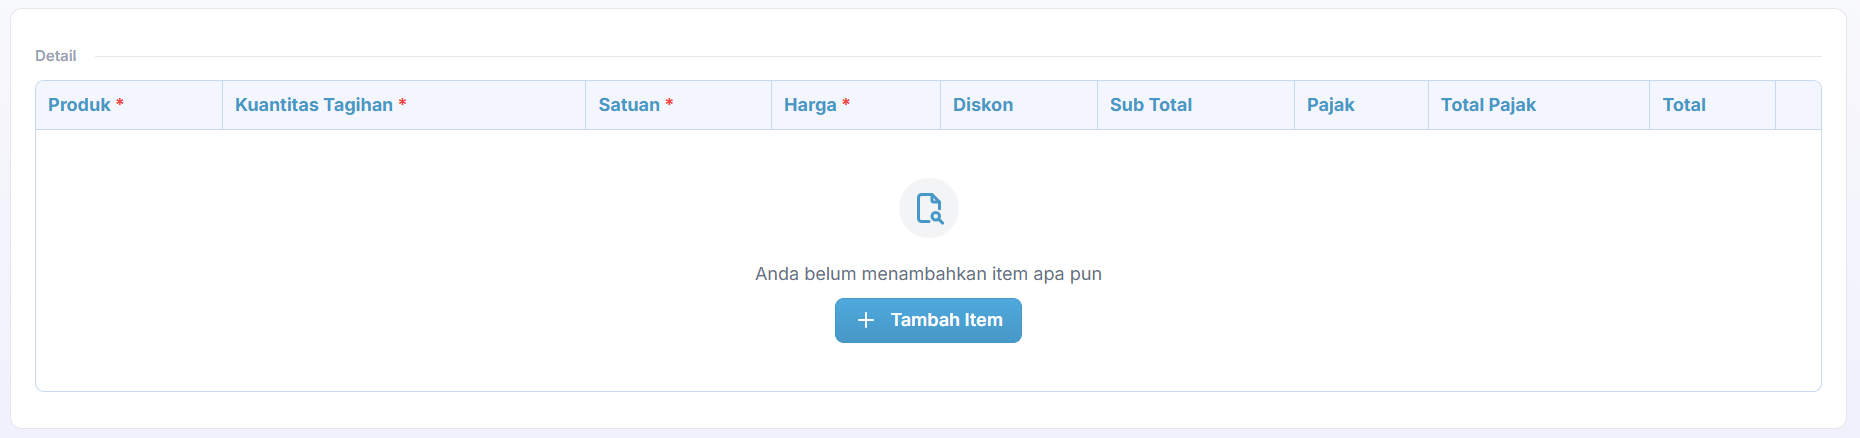 Detail
Produk * Kuantitas Tagihan * Satuan * Harga * Diskon Sub Total Pajak Total Pajak Total
Anda belum menambahkan item apa pun
+ Tambah Item